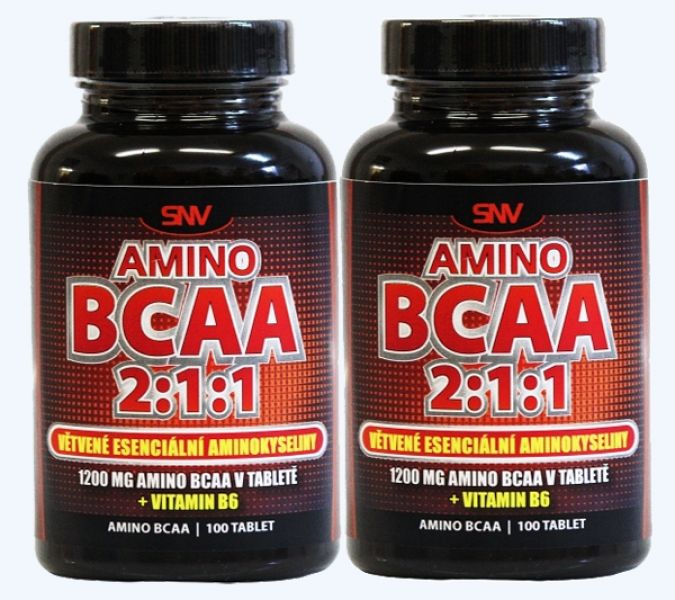 SNV
AMINO
BCAA
2:1:1
VĚTVENÉ ESENCIÁLNÍ AMINOKYSELINY
1200 MG AMINO BCAA V TABLETĚ
+ VITAMIN B6
AMINO BCAA | 100 TABLET
SNV
AMINO
BCAA
2:1:1
VĚTVENÉ ESENCIÁLNÍ AMINOKYSELINY
1200 MG AMINO BCAA V TABLETĚ
+ VITAMIN B6
AMINO BCAA | 100 TABLET